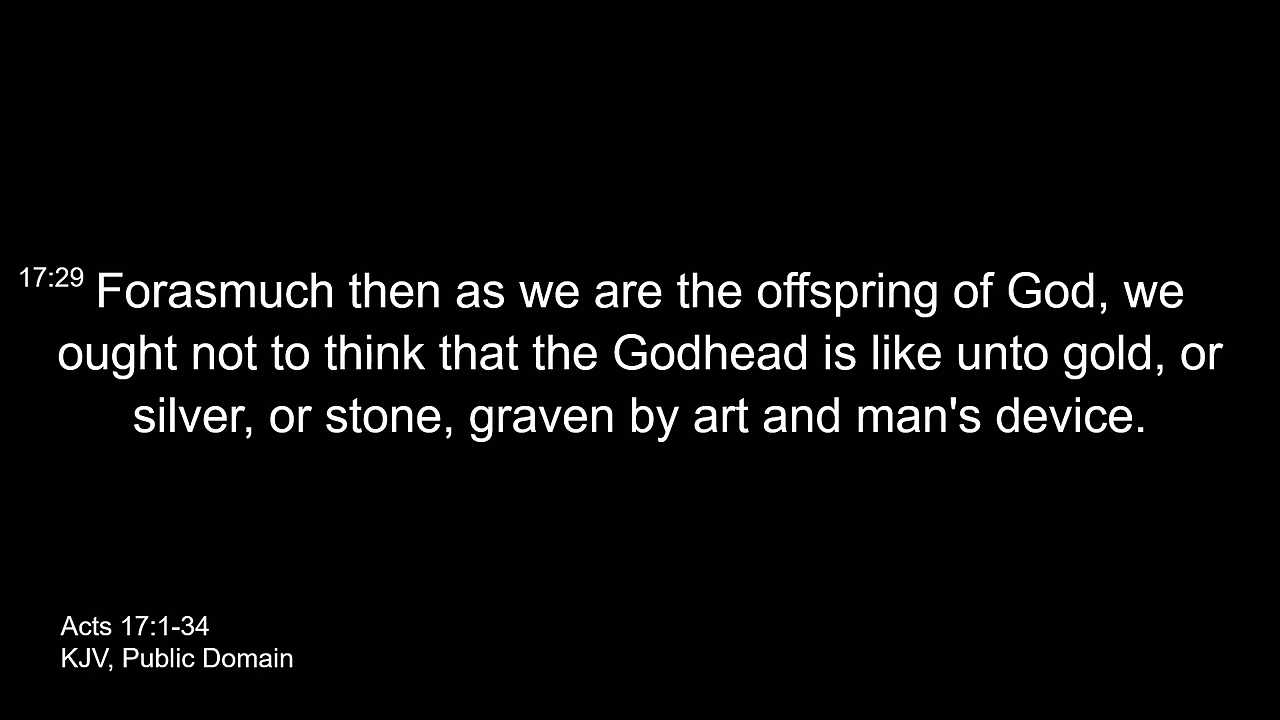 17:29 Forasmuch then as we are the offspring of God, we
ought not to think that the Godhead is like unto gold, or
silver, or stone, graven by art and man's device.
Acts 17:1-34
KJV, Public Domain